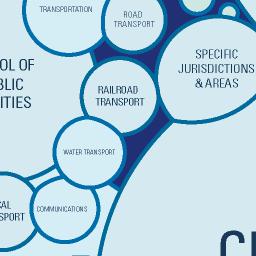 TRANSPORTATION
ROAD
TRANSPORT
SPECIFIC
JURISDICTIONS
& AREAS
OL OF
BLIC
ITIES
RAILROAD
TRANSPORT
WATER TRANSPORT
CAL
SPORT
COMMUNICATIONS